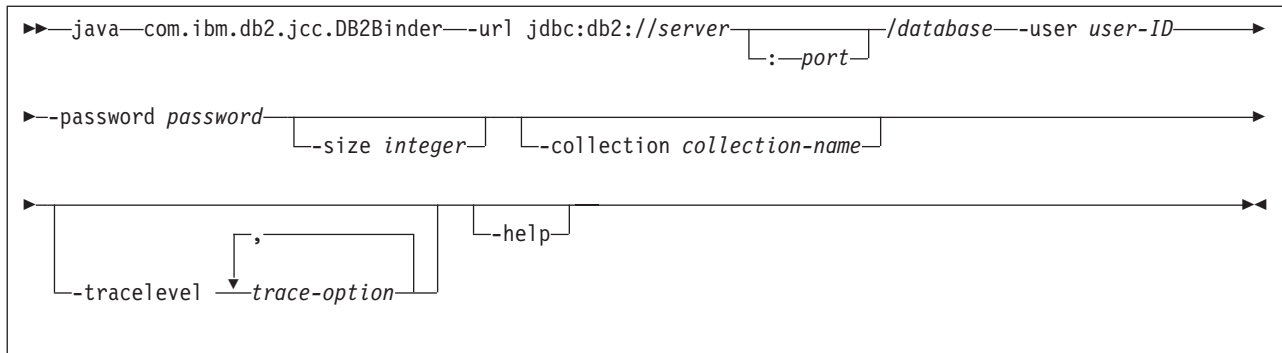 java com.ibm.db2.jcc.DB2Binder -url jdbc:db2://server /database -user user-ID
: port
-password password
-size integer -collection collection-name
,
-help
-tracelevel trace-option